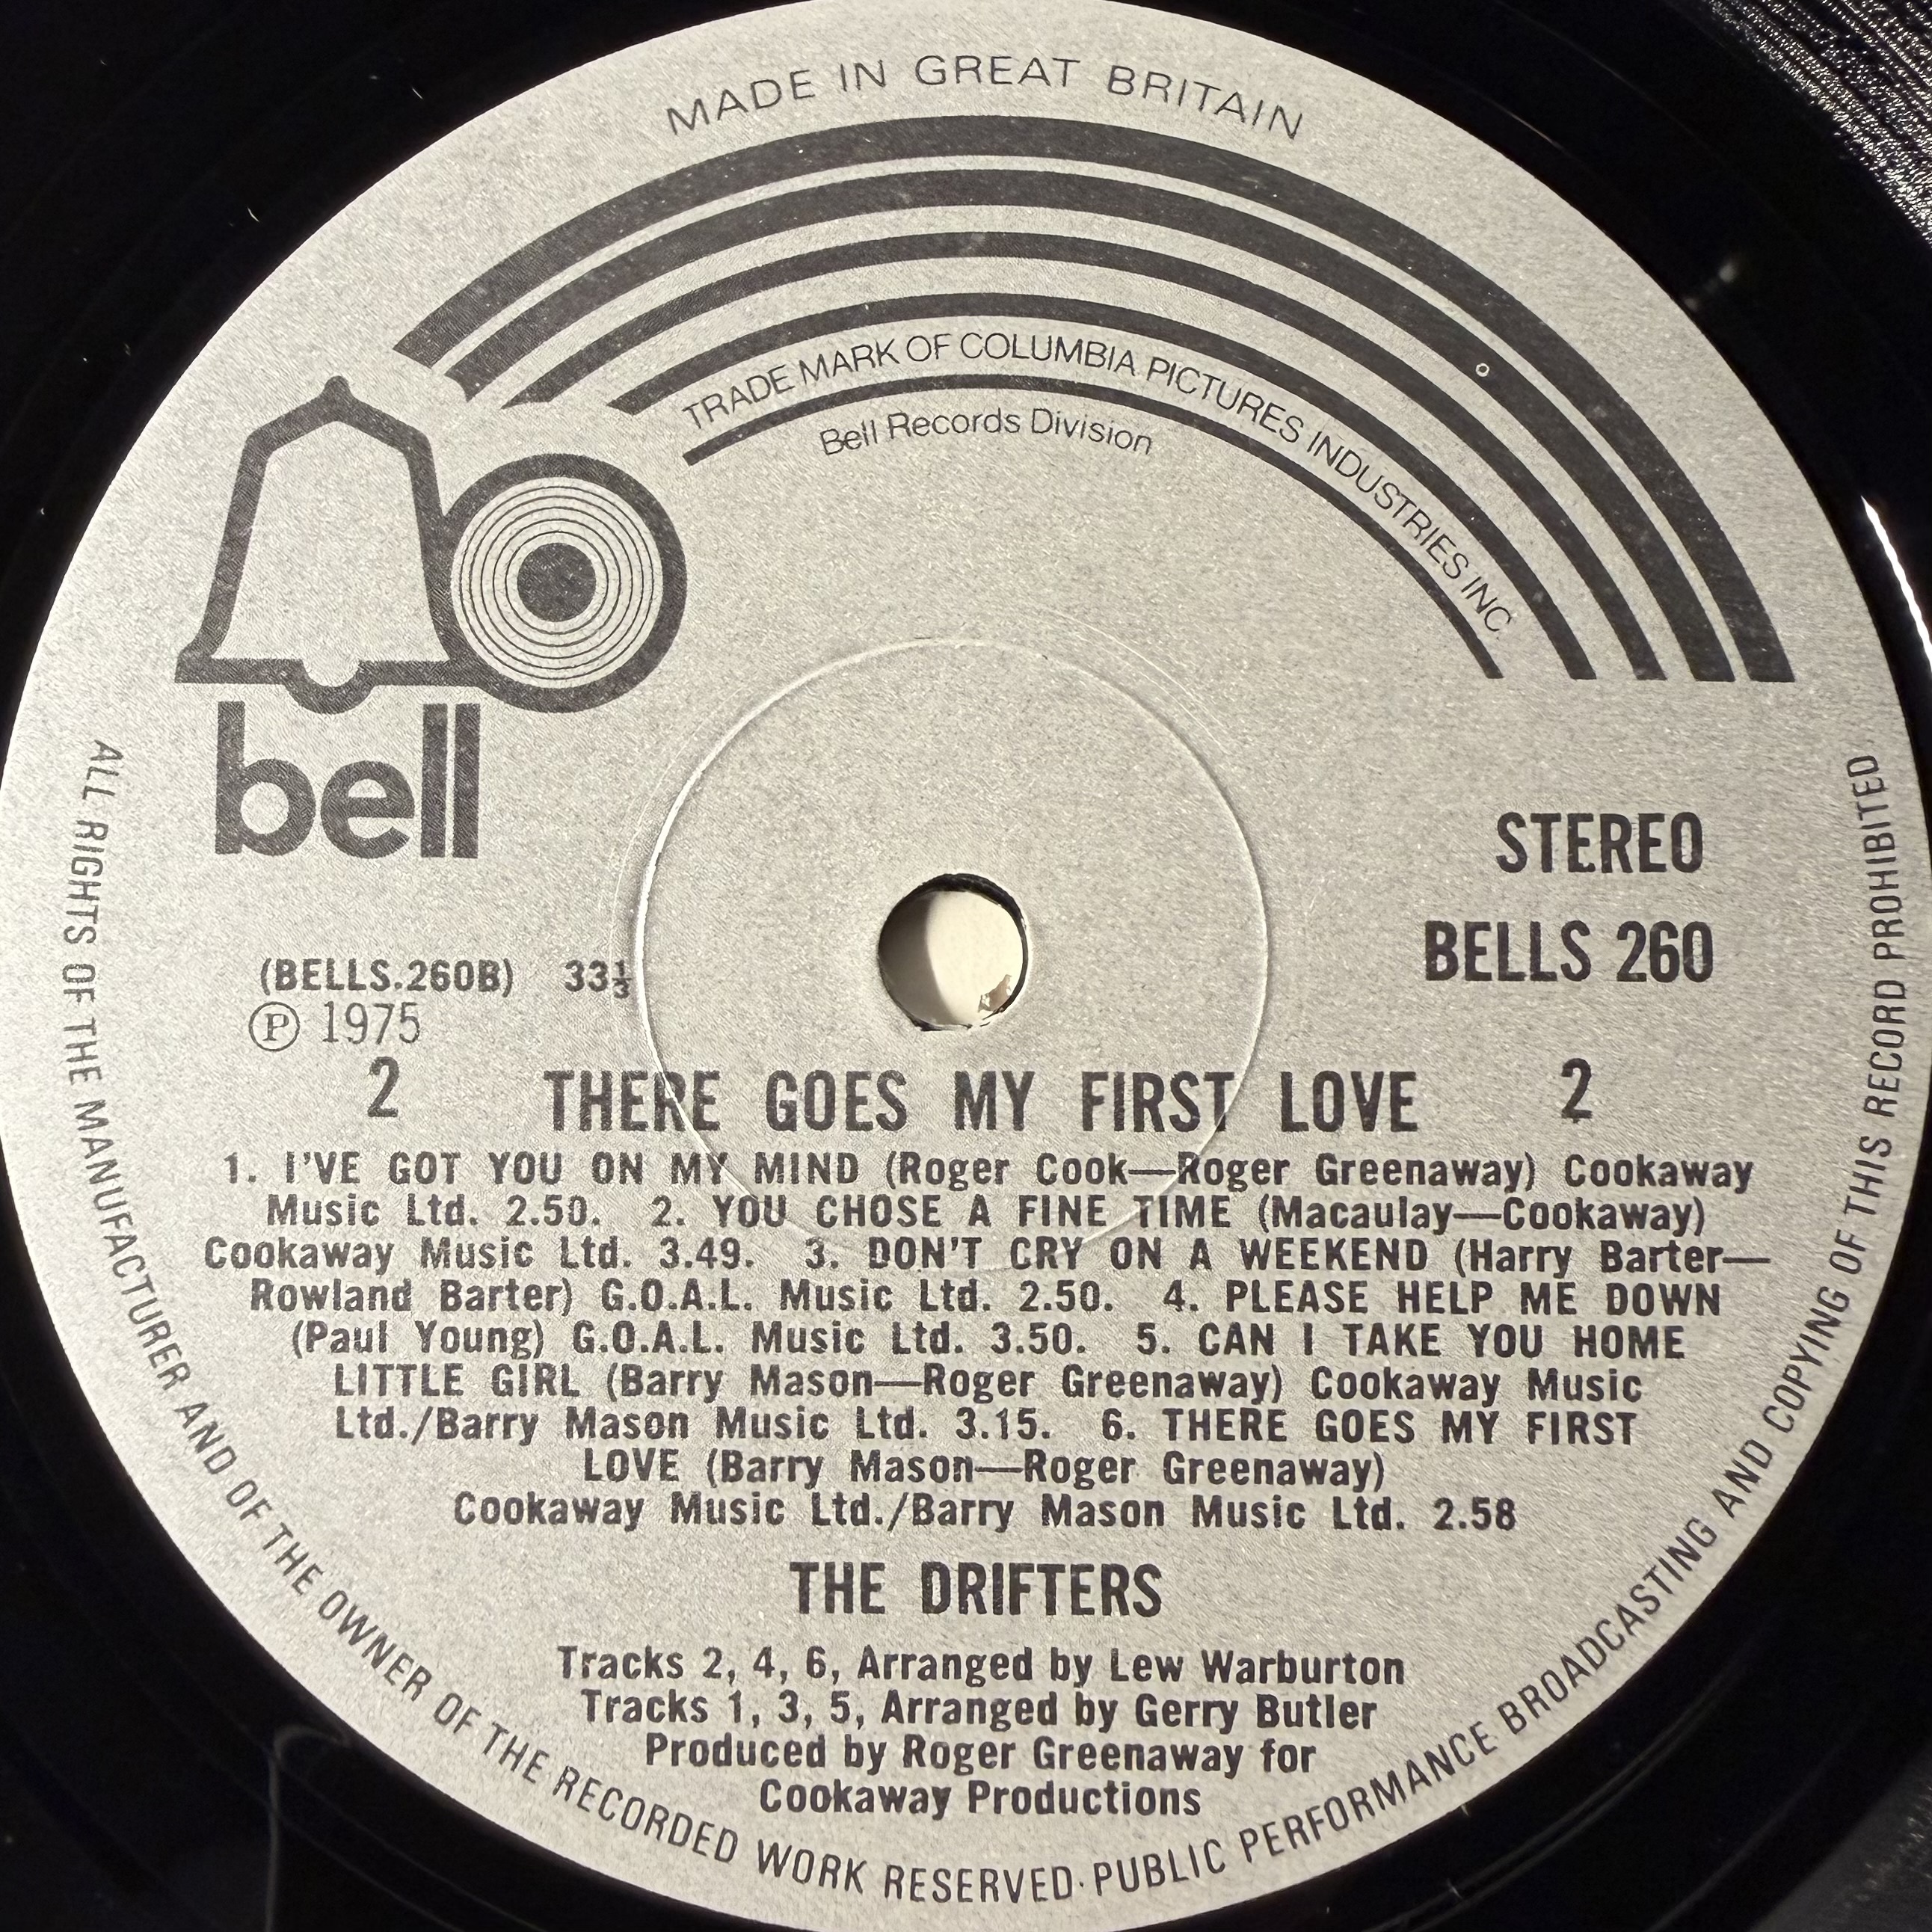 MADE IN GREAT BRITAIN
TRADE MARK OF COLUMBIA PICTURES INDUSTRIES INC.
Bell Records Division
bell
STEREO
BELLS 260
(BELLS.260B) 33⅓
Ⓟ 1975
2 THERE GOES MY FIRST LOVE 2
1. I'VE GOT YOU ON MY MIND (Roger Cook—Roger Greenaway) Cookaway
Music Ltd. 2.50. 2. YOU CHOSE A FINE TIME (Macaulay—Cookaway)
Cookaway Music Ltd. 3.49. 3. DON'T CRY ON A WEEKEND (Harry Barter—
Rowland Barter) G.O.A.L. Music Ltd. 2.50. 4. PLEASE HELP ME DOWN
(Paul Young) G.O.A.L. Music Ltd. 3.50. 5. CAN I TAKE YOU HOME
LITTLE GIRL (Barry Mason—Roger Greenaway) Cookaway Music
Ltd./Barry Mason Music Ltd. 3.15. 6. THERE GOES MY FIRST
LOVE (Barry Mason—Roger Greenaway)
Cookaway Music Ltd./Barry Mason Music Ltd. 2.58
THE DRIFTERS
Tracks 2, 4, 6, Arranged by Lew Warburton
Tracks 1, 3, 5, Arranged by Gerry Butler
Produced by Roger Greenaway for
Cookaway Productions
ALL RIGHTS OF THE MANUFACTURER AND OF THE OWNER OF THE RECORDED WORK RESERVED·PUBLIC PERFORMANCE BROADCASTING AND COPYING OF THIS RECORD PROHIBITED